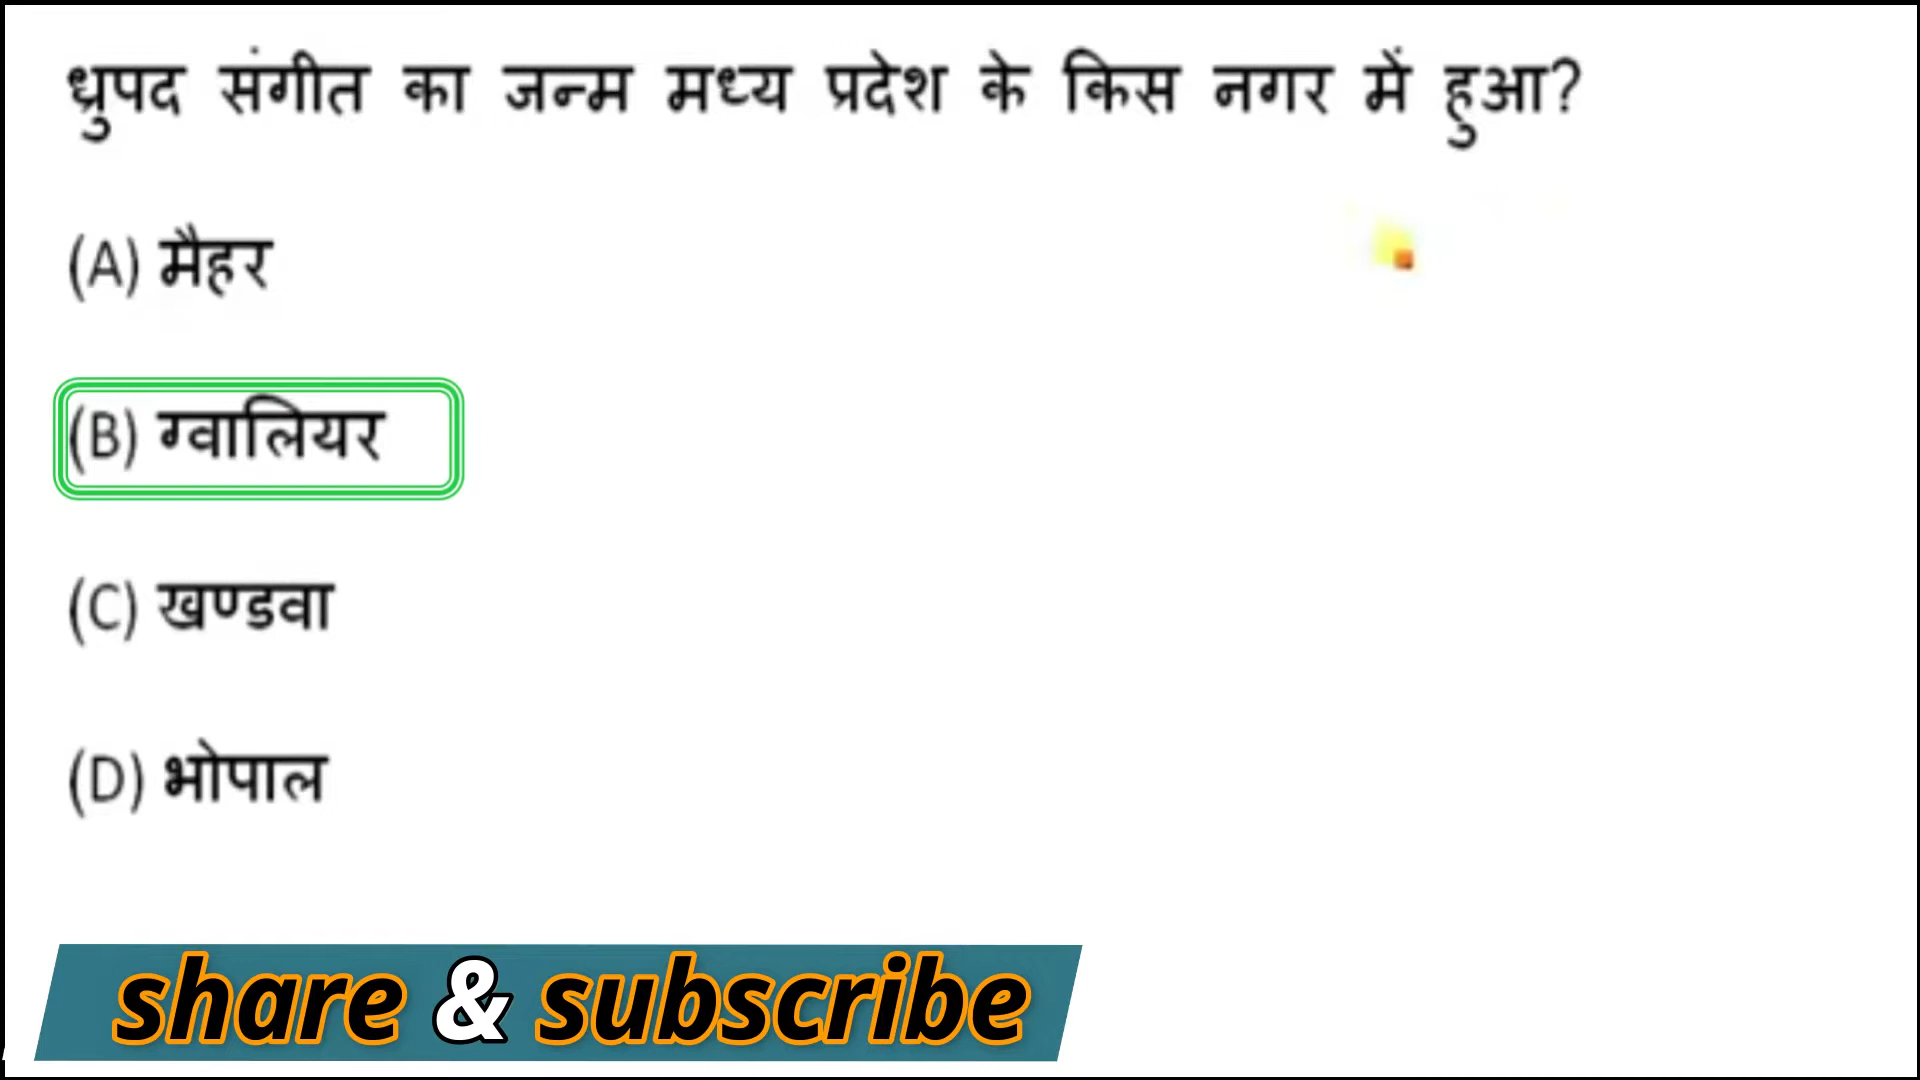 ध्रुपद संगीत का जन्म मध्य प्रदेश के किस नगर में हुआ?
(A) मैहर
(B) ग्वालियर
(C) खण्डवा
(D) भोपाल
share & subscribe